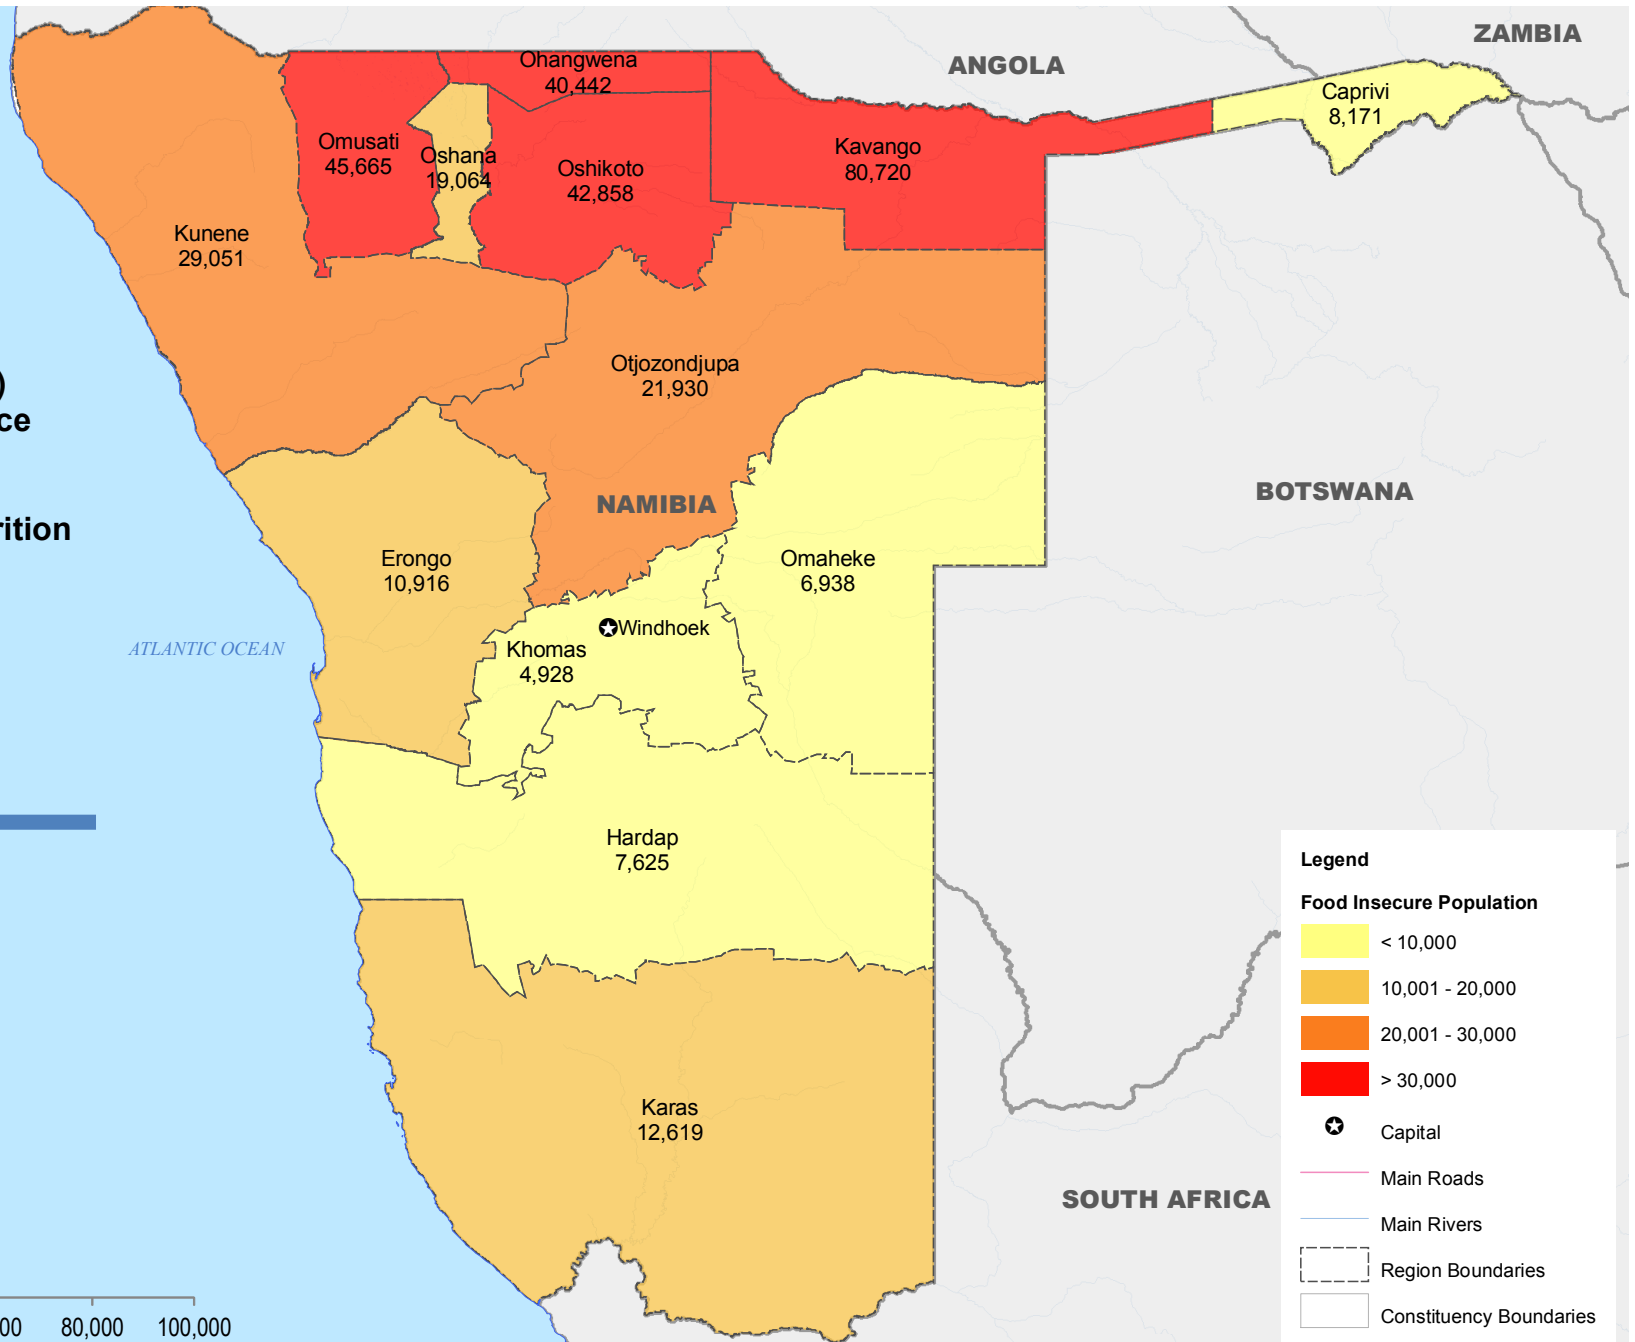 ZAMBIA
ANGOLA
Ohangwena
40,442
Caprivi
8,171
Omusati
45,665
Oshana
19,064
Oshikoto
42,858
Kavango
80,720
Kunene
29,051
Otjozondjupa
21,930
)
ce
rition
NAMIBIA
BOTSWANA
Erongo
10,916
Omaheke
6,938
Windhoek
Khomas
4,928
ATLANTIC OCEAN
Hardap
7,625
Karas
12,619
SOUTH AFRICA
Legend
Food Insecure Population
< 10,000
10,001 - 20,000
20,001 - 30,000
> 30,000
Capital
Main Roads
Main Rivers
Region Boundaries
Constituency Boundaries
00 80,000 100,000